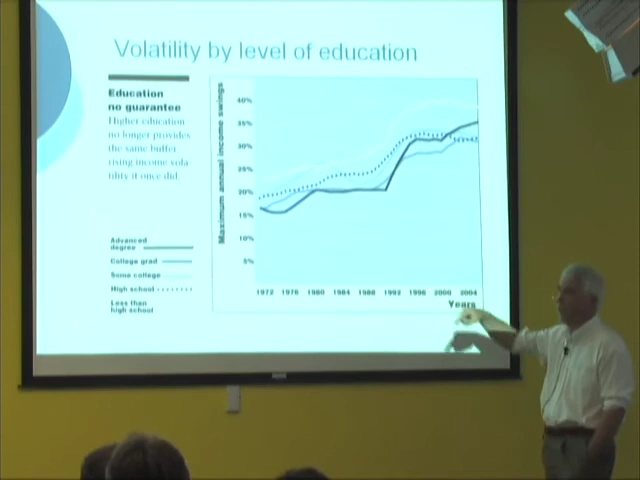 Volatility by level of education
Education
no guarantee
Higher education
no longer provides
the same buffer
rising income vola
tility it once did.
Maximum annual income swings
40%
35%
30%
25%
20%
15%
10%
5%
1972 1976 1980 1984 1988 1992 1996 2000 2004
Years
Advanced
degree
College grad
Some college
High school
Less than
high school